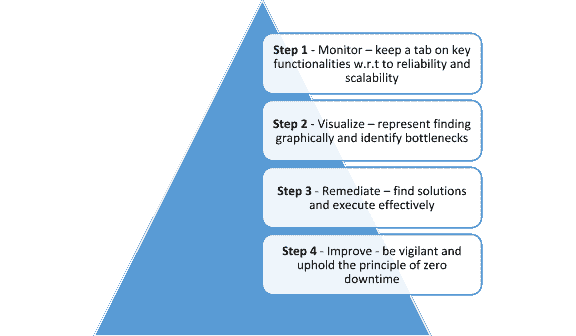 Step 1 - Monitor – keep a tab on key
functionalities w.r.t to reliability and
scalability
Step 2 - Visualize – represent finding
graphically and identify bottlenecks
Step 3 - Remediate – find solutions
and execute effectively
Step 4 - Improve - be vigilant and
uphold the principle of zero
downtime